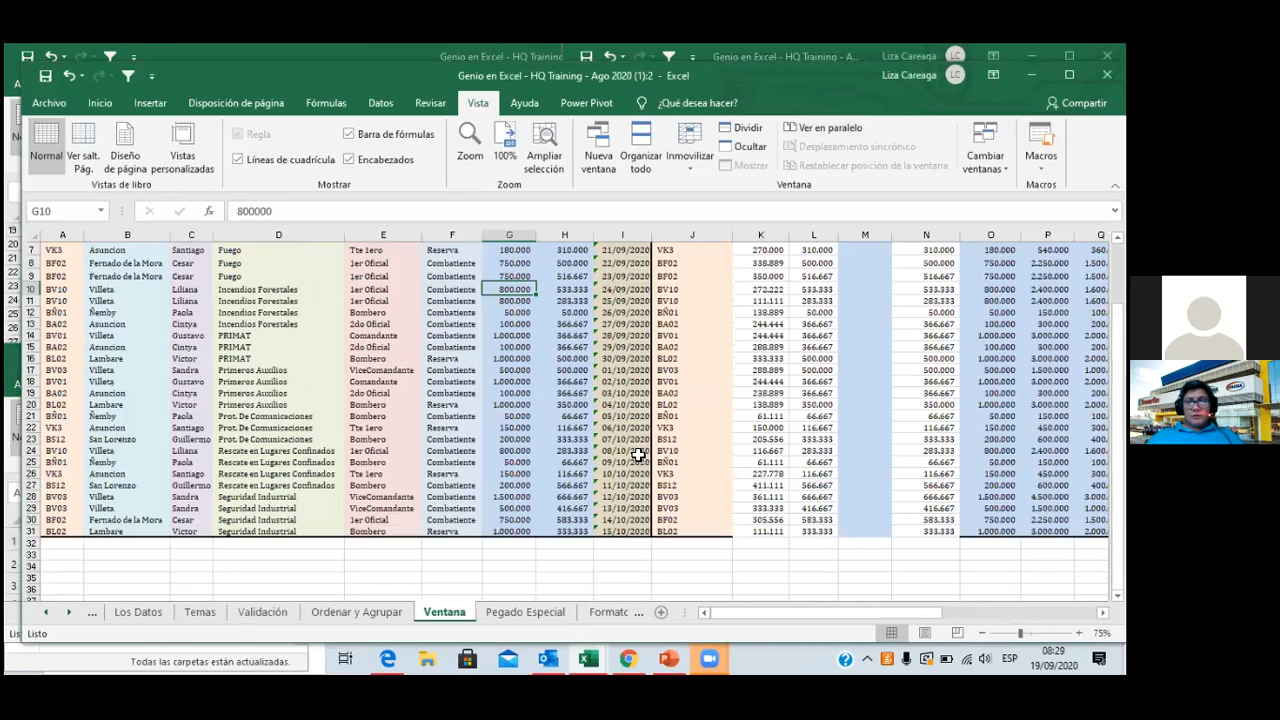 Genio en Excel - HQ Training Genio en Excel - HQ Training - A... Liza Careaga LC
Genio en Excel - HQ Training - Ago 2020 (1):2 - Excel Liza Careaga LC
Archivo Inicio Insertar Disposición de página Fórmulas Datos Revisar Vista Ayuda Power Pivot ¿Qué desea hacer? Compartir
Normal Ver salt. Pág. Diseño de página Vistas personalizadas
Regla Barra de fórmulas
Líneas de cuadrícula Encabezados
Zoom 100% Ampliar selección
Nueva ventana Organizar todo Inmovilizar
Dividir Ver en paralelo
Ocultar Desplazamiento sincrónico
Mostrar Restablecer posición de la ventana
Cambiar ventanas Macros
Vistas de libro Mostrar Zoom Ventana Macros
G10 fx 800000
A B C D E F G H I J K L M N O P Q
7 VK3 Asuncion Santiago Fuego Tte 1ero Reserva 180.000 310.000 21/09/2020 VK3 270.000 310.000 310.000 180.000 540.000 360.
8 BF02 Fernado de la Mora Cesar Fuego 1er Oficial Combatiente 750.000 500.000 22/09/2020 BF02 338.889 500.000 500.000 750.000 2.250.000 1.500.
9 BF02 Fernado de la Mora Cesar Fuego 1er Oficial Combatiente 750.000 516.667 23/09/2020 BF02 350.000 516.667 516.667 750.000 2.250.000 1.500.
10 BV10 Villeta Liliana Incendios Forestales 1er Oficial Combatiente 800.000 533.333 24/09/2020 BV10 272.222 533.333 533.333 800.000 2.400.000 1.600.
11 BV10 Villeta Liliana Incendios Forestales 1er Oficial Combatiente 800.000 283.333 25/09/2020 BV10 111.111 283.333 283.333 800.000 2.400.000 1.600.
12 BÑ01 Ñemby Paola Incendios Forestales Bombero Combatiente 50.000 50.000 26/09/2020 BÑ01 138.889 50.000 50.000 50.000 150.000 100.
13 BA02 Asuncion Cintya Incendios Forestales 2do Oficial Combatiente 100.000 366.667 27/09/2020 BA02 244.444 366.667 366.667 100.000 300.000 200.
14 BV01 Villeta Gustavo PRIMAT Comandante Combatiente 1.000.000 366.667 28/09/2020 BV01 244.444 366.667 366.667 1.000.000 3.000.000 2.000.
15 BA02 Asuncion Cintya PRIMAT 2do Oficial Combatiente 100.000 366.667 29/09/2020 BA02 244.444 366.667 366.667 100.000 300.000 200.
16 BL02 Lambare Victor PRIMAT Bombero Reserva 1.000.000 500.000 30/09/2020 BL02 333.333 500.000 500.000 1.000.000 3.000.000 2.000.
17 BV03 Villeta Sandra Primeros Auxilios ViceComandante Combatiente 1.500.000 500.000 01/10/2020 BV03 288.889 500.000 500.000 1.500.000 4.500.000 3.000.
18 BV01 Villeta Gustavo Primeros Auxilios Comandante Combatiente 1.000.000 366.667 02/10/2020 BV01 244.444 366.667 366.667 1.000.000 3.000.000 2.000.
19 BA02 Asuncion Cintya Primeros Auxilios 2do Oficial Combatiente 100.000 366.667 03/10/2020 BA02 244.444 366.667 366.667 100.000 300.000 200.
20 BL02 Lambare Victor Primeros Auxilios Bombero Reserva 1.000.000 350.000 04/10/2020 BL02 138.889 350.000 350.000 1.000.000 3.000.000 2.000.
21 BÑ01 Ñemby Paola Prot. De Comunicaciones Bombero Combatiente 50.000 66.667 05/10/2020 BÑ01 61.111 66.667 66.667 50.000 150.000 100.
22 VK3 Asuncion Santiago Prot. De Comunicaciones Tte 1ero Reserva 150.000 116.667 06/10/2020 VK3 150.000 116.667 116.667 150.000 450.000 300.
23 BS12 San Lorenzo Guillermo Prot. De Comunicaciones Bombero Combatiente 200.000 333.333 07/10/2020 BS12 205.556 333.333 333.333 200.000 600.000 400.
24 BV10 Villeta Liliana Rescate en Lugares Confinados 1er Oficial Combatiente 800.000 283.333 08/10/2020 BV10 116.667 283.333 283.333 800.000 2.400.000 1.600.
25 BÑ01 Ñemby Paola Rescate en Lugares Confinados Bombero Combatiente 50.000 66.667 09/10/2020 BÑ01 61.111 66.667 66.667 50.000 150.000 100.
26 VK3 Asuncion Santiago Rescate en Lugares Confinados Tte 1ero Reserva 150.000 116.667 10/10/2020 VK3 227.778 116.667 116.667 150.000 450.000 300.
27 BS12 San Lorenzo Guillermo Rescate en Lugares Confinados Bombero Combatiente 200.000 566.667 11/10/2020 BS12 411.111 566.667 566.667 200.000 600.000 400.
28 BV03 Villeta Sandra Seguridad Industrial ViceComandante Combatiente 1.500.000 566.667 12/10/2020 BV03 361.111 566.667 566.667 1.500.000 4.500.000 3.000.
29 BV03 Villeta Sandra Seguridad Industrial ViceComandante Combatiente 500.000 416.667 13/10/2020 BV03 333.333 416.667 416.667 500.000 1.500.000 1.000.
30 BF02 Fernado de la Mora Cesar Seguridad Industrial 1er Oficial Combatiente 750.000 583.333 14/10/2020 BF02 305.556 583.333 583.333 750.000 2.250.000 1.500.
31 BL02 Lambare Victor Seguridad Industrial Bombero Reserva 1.000.000 333.333 15/10/2020 BL02 111.111 333.333 333.333 1.000.000 3.000.000 2.000.
32
33
34
35
36
37
... Los Datos Temas Validación Ordenar y Agrupar Ventana Pegado Especial Formato ...
Listo 75%
Todas las carpetas están actualizadas.
ESP 08:29
19/09/2020